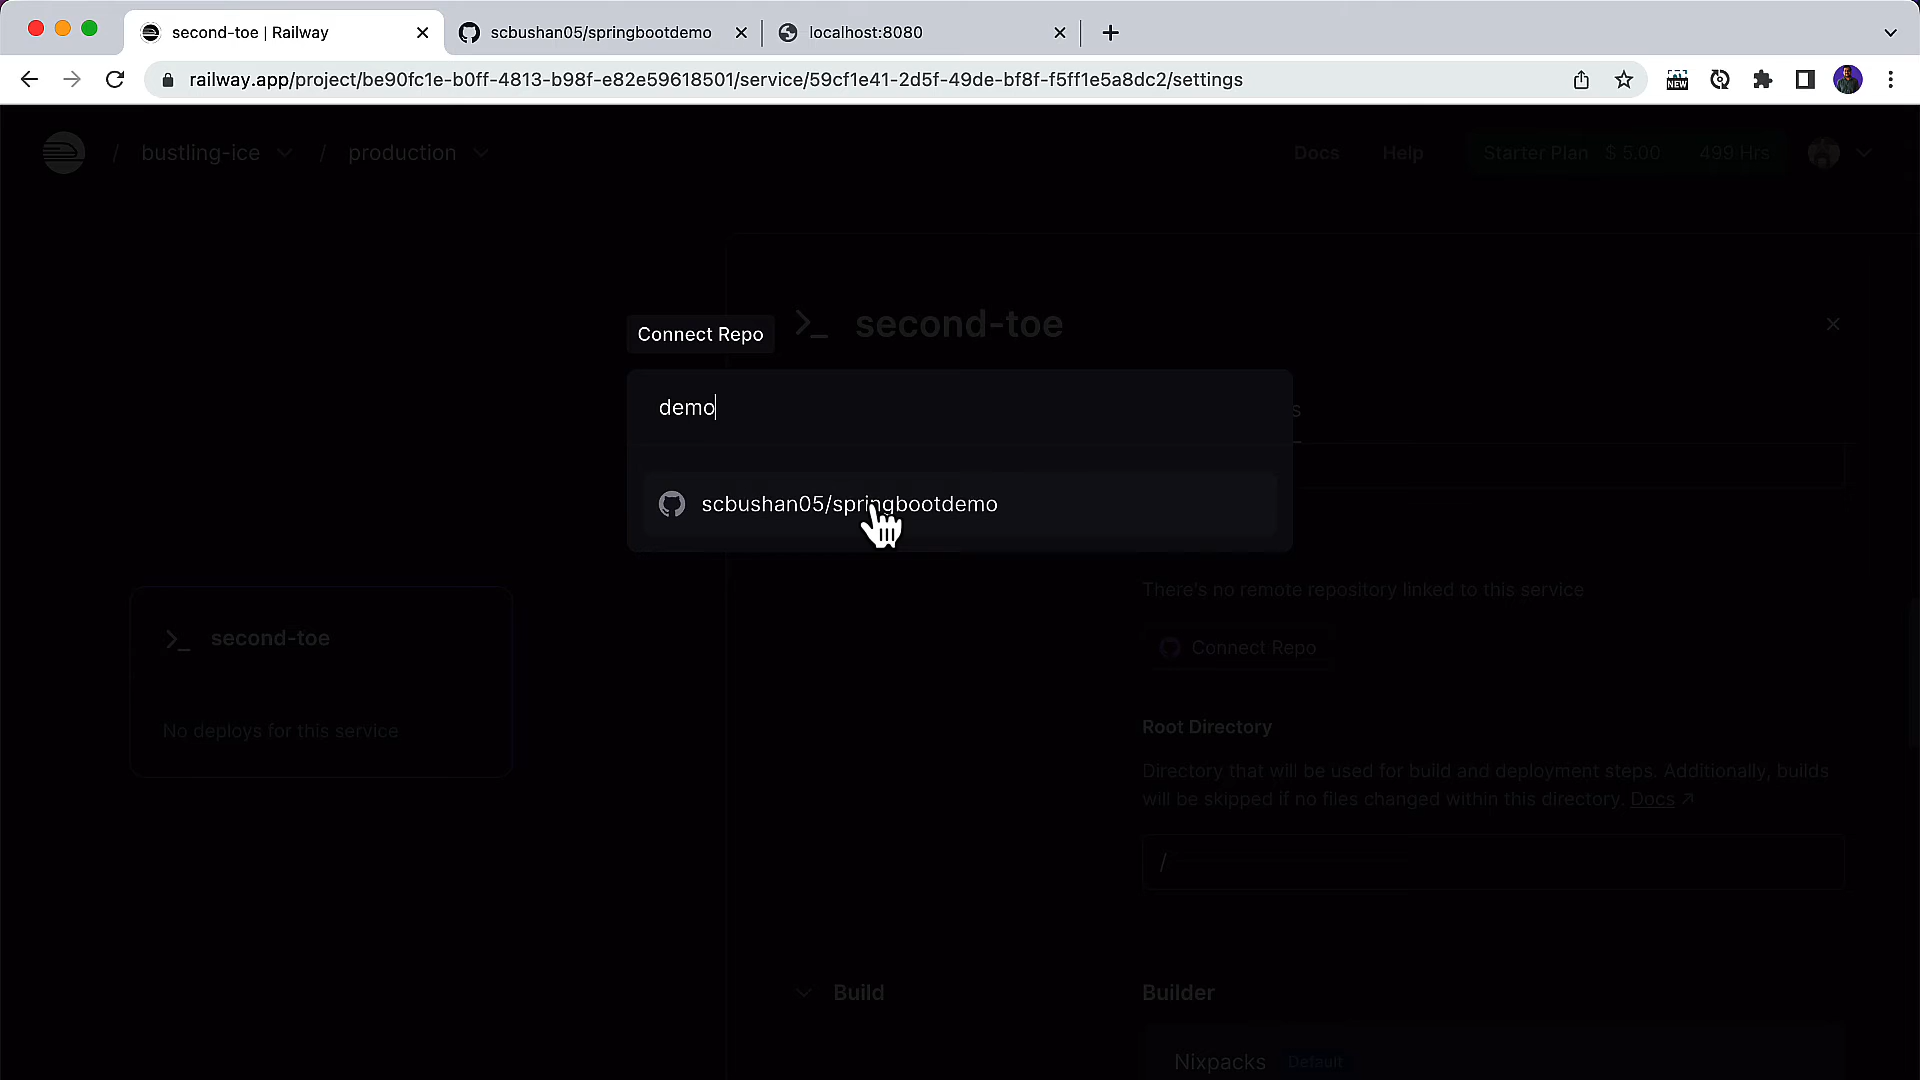 second-toe | Railway
scbushan05/springbootdemo
localhost:8080
railway.app/project/be90fc1e-b0ff-4813-b98f-e82e59618501/service/59cf1e41-2d5f-49de-bf8f-f5ff1e5a8dc2/settings
NEW
/ bustling-ice / production
Docs
Help
Starter Plan $ 5.00 499 Hrs
Connect Repo
second-toe
demo
s
scbushan05/springbootdemo
There's no remote repository linked to this service
Connect Repo
second-toe
No deploys for this service
Root Directory
Directory that will be used for build and deployment steps. Additionally, builds
will be skipped if no files changed within this directory. Docs ↗
/
Build
Builder
Nixpacks Default